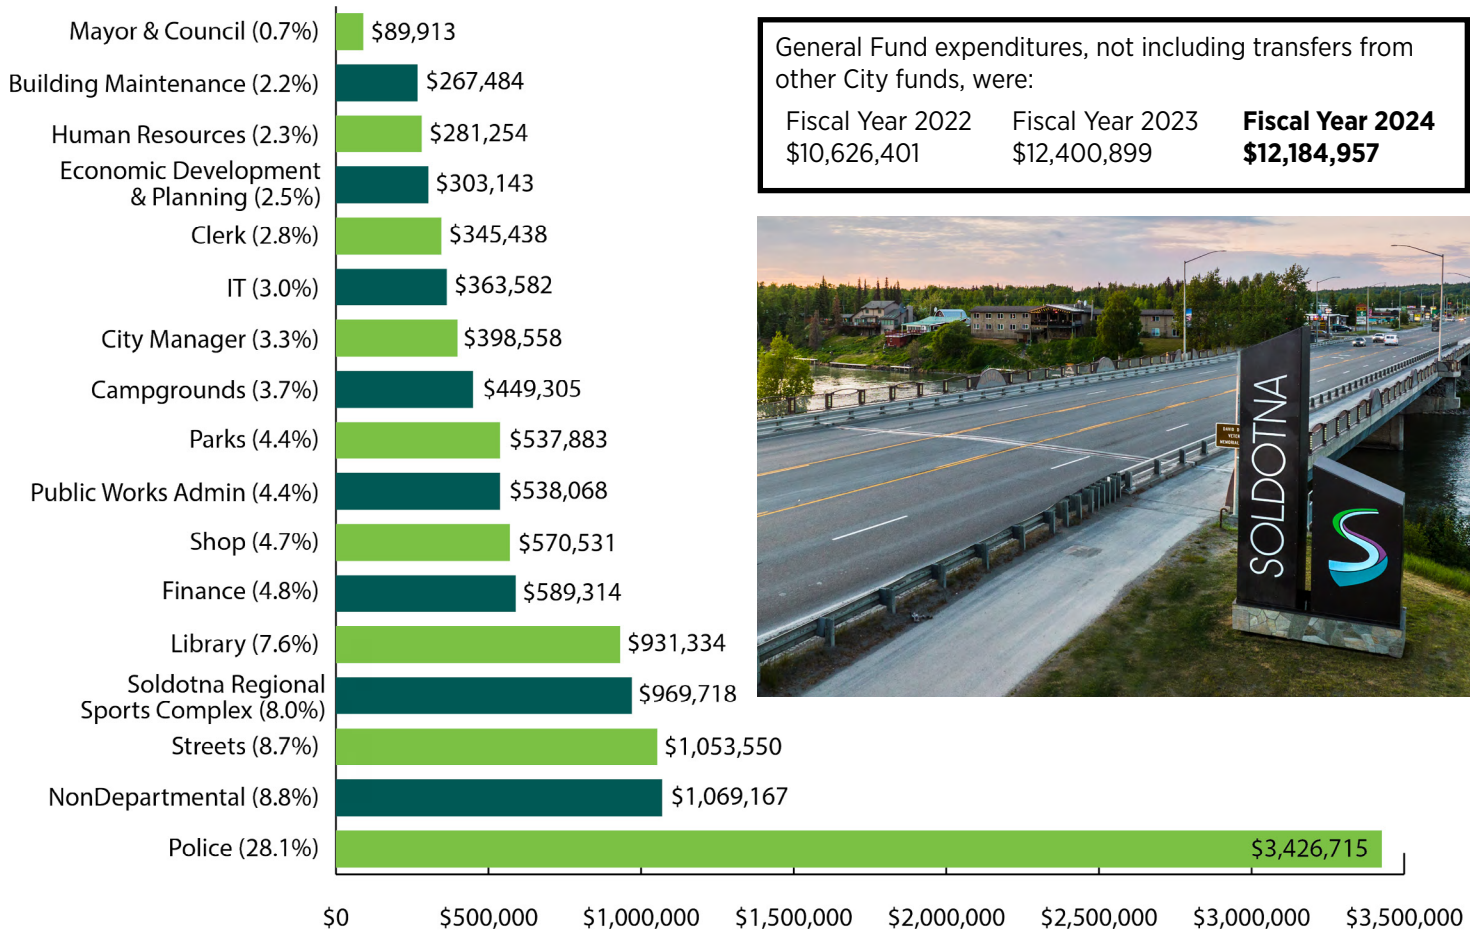 Mayor & Council (0.7%) $89,913
Building Maintenance (2.2%) $267,484
Human Resources (2.3%) $281,254
Economic Development
& Planning (2.5%) $303,143
Clerk (2.8%) $345,438
IT (3.0%) $363,582
City Manager (3.3%) $398,558
Campgrounds (3.7%) $449,305
Parks (4.4%) $537,883
Public Works Admin (4.4%) $538,068
Shop (4.7%) $570,531
Finance (4.8%) $589,314
Library (7.6%) $931,334
Soldotna Regional
Sports Complex (8.0%) $969,718
Streets (8.7%) $1,053,550
NonDepartmental (8.8%) $1,069,167
Police (28.1%) $3,426,715
$0 $500,000 $1,000,000 $1,500,000 $2,000,000 $2,500,000 $3,000,000 $3,500,000
General Fund expenditures, not including transfers from
other City funds, were:
Fiscal Year 2022 Fiscal Year 2023 Fiscal Year 2024
$10,626,401 $12,400,899 $12,184,957
SOLDOTNA